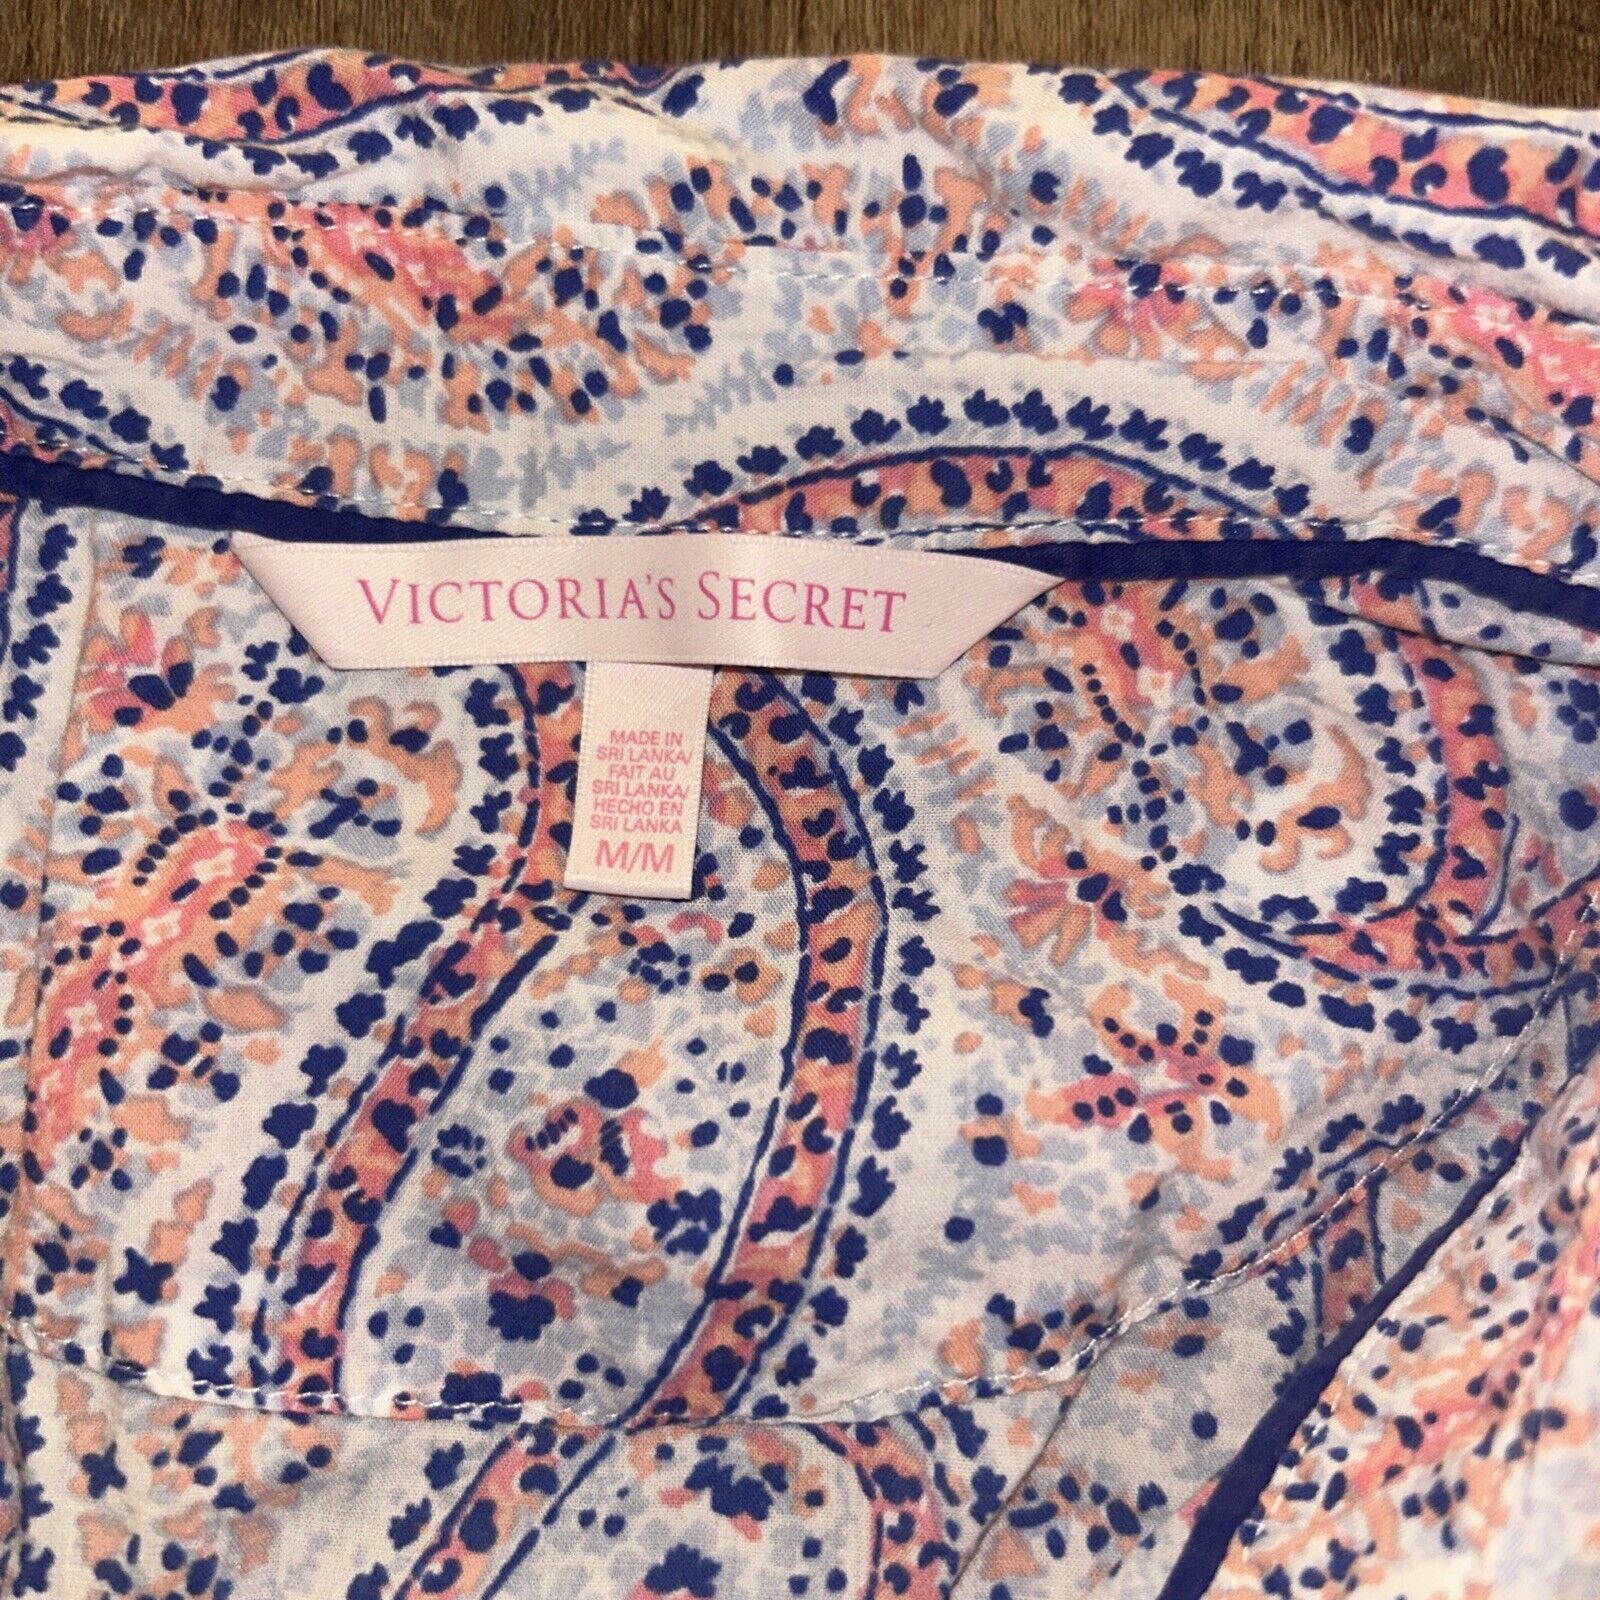 VICTORIA'S SECRET
MADE IN
SRI LANKA/
FAIT AU
SRI LANKA/
HECHO EN
SRI LANKA
M/M